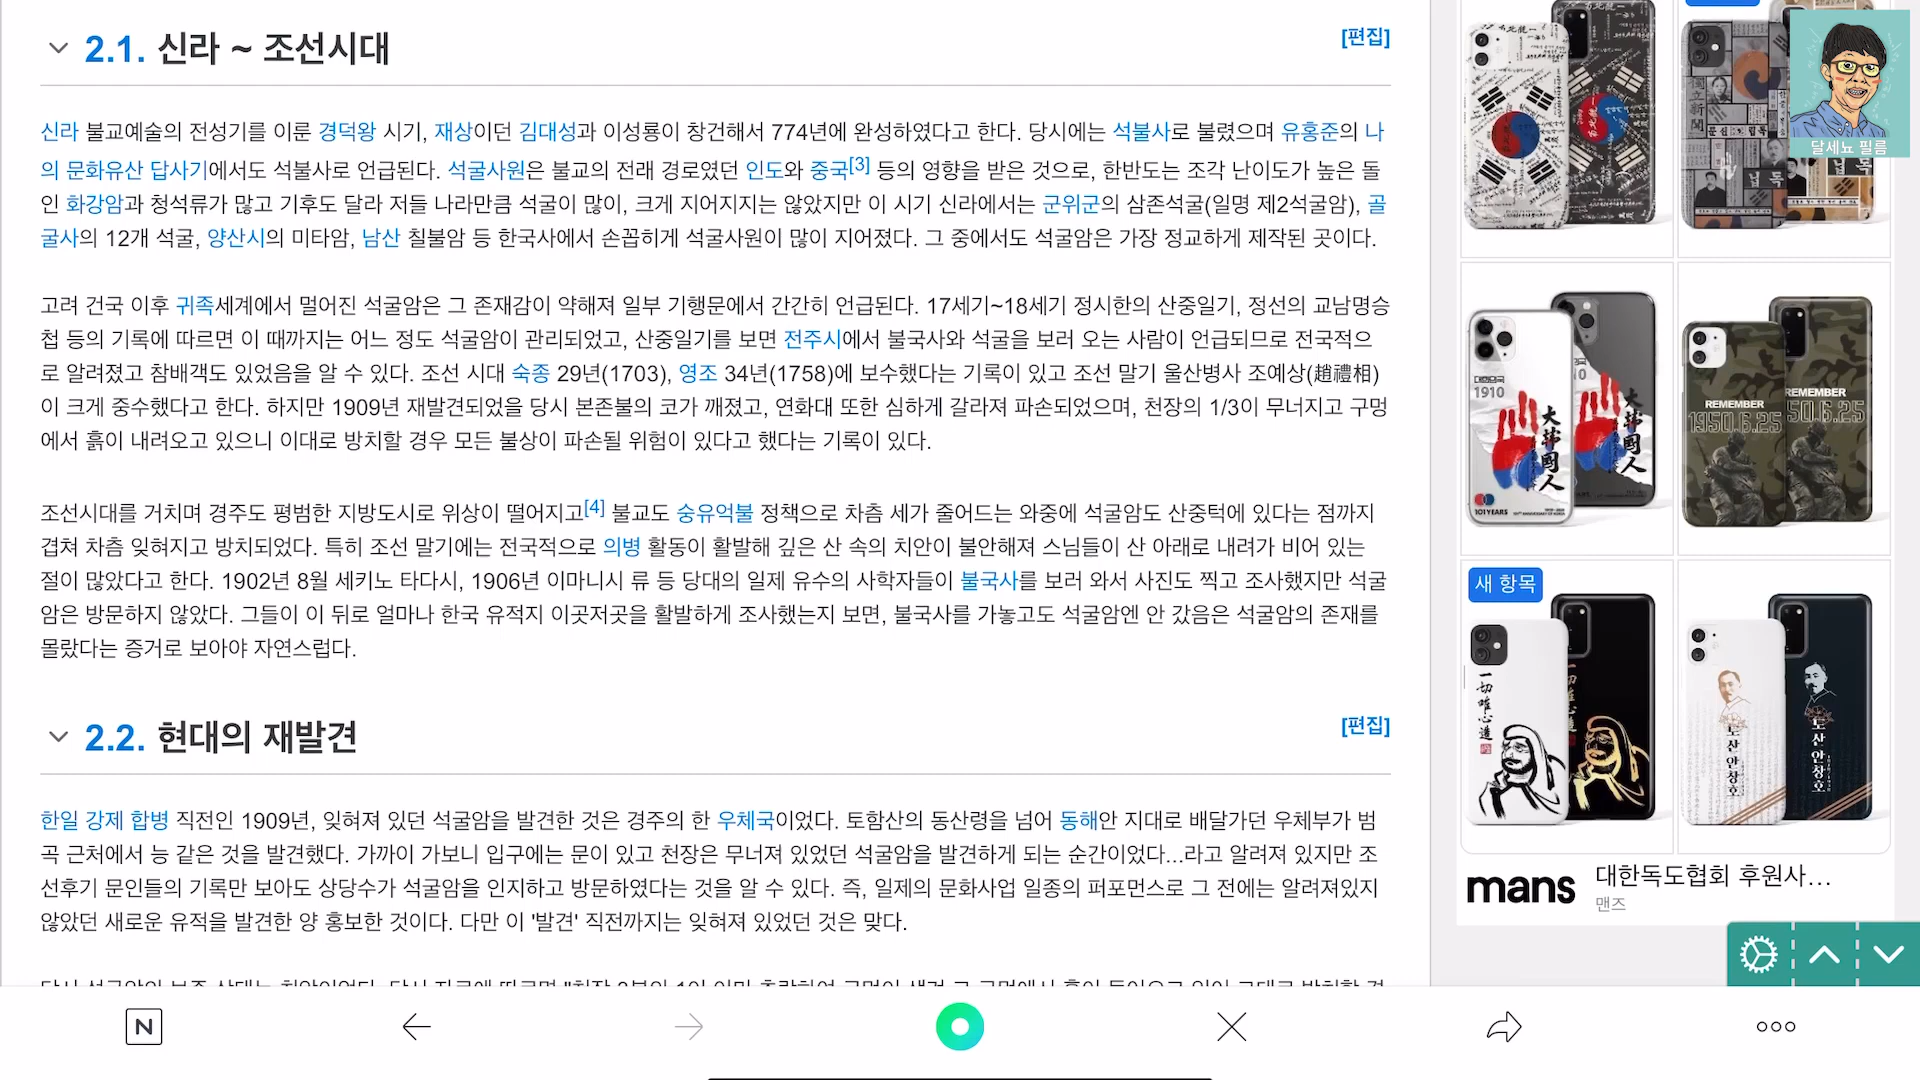 2.1. 신라 ~ 조선시대
[편집]
신라 불교예술의 전성기를 이룬 경덕왕 시기, 재상이던 김대성과 이성룡이 창건해서 774년에 완성하였다고 한다. 당시에는 석불사로 불렸으며 유홍준의 나
의 문화유산 답사기에서도 석불사로 언급된다. 석굴사원은 불교의 전래 경로였던 인도와 중국[3] 등의 영향을 받은 것으로, 한반도는 조각 난이도가 높은 돌
인 화강암과 청석류가 많고 기후도 달라 저들 나라만큼 석굴이 많이, 크게 지어지지는 않았지만 이 시기 신라에서는 군위군의 삼존석굴(일명 제2석굴암), 골
굴사의 12개 석굴, 양산시의 미타암, 남산 칠불암 등 한국사에서 손꼽히게 석굴사원이 많이 지어졌다. 그 중에서도 석굴암은 가장 정교하게 제작된 곳이다.
고려 건국 이후 귀족세계에서 멀어진 석굴암은 그 존재감이 약해져 일부 기행문에서 간간히 언급된다. 17세기~18세기 정시한의 산중일기, 정선의 교남명승
첩 등의 기록에 따르면 이 때까지는 어느 정도 석굴암이 관리되었고, 산중일기를 보면 전주시에서 불국사와 석굴을 보러 오는 사람이 언급되므로 전국적으
로 알려졌고 참배객도 있었음을 알 수 있다. 조선 시대 숙종 29년(1703), 영조 34년(1758)에 보수했다는 기록이 있고 조선 말기 울산병사 조예상(趙禮相)
이 크게 중수했다고 한다. 하지만 1909년 재발견되었을 당시 본존불의 코가 깨졌고, 연화대 또한 심하게 갈라져 파손되었으며, 천장의 1/3이 무너지고 구멍
에서 흙이 내려오고 있으니 이대로 방치할 경우 모든 불상이 파손될 위험이 있다고 했다는 기록이 있다.
조선시대를 거치며 경주도 평범한 지방도시로 위상이 떨어지고[4] 불교도 숭유억불 정책으로 차츰 세가 줄어드는 와중에 석굴암도 산중턱에 있다는 점까지
겹쳐 차츰 잊혀지고 방치되었다. 특히 조선 말기에는 전국적으로 의병 활동이 활발해 깊은 산 속의 치안이 불안해져 스님들이 산 아래로 내려가 비어 있는
절이 많았다고 한다. 1902년 8월 세키노 타다시, 1906년 이마니시 류 등 당대의 일제 유수의 사학자들이 불국사를 보러 와서 사진도 찍고 조사했지만 석굴
암은 방문하지 않았다. 그들이 이 뒤로 얼마나 한국 유적지 이곳저곳을 활발하게 조사했는지 보면, 불국사를 가놓고도 석굴암엔 안 갔음은 석굴암의 존재를
몰랐다는 증거로 보아야 자연스럽다.
2.2. 현대의 재발견
[편집]
한일 강제 합병 직전인 1909년, 잊혀져 있던 석굴암을 발견한 것은 경주의 한 우체국이었다. 토함산의 동산령을 넘어 동해안 지대로 배달가던 우체부가 범
곡 근처에서 능 같은 것을 발견했다. 가까이 가보니 입구에는 문이 있고 천장은 무너져 있었던 석굴암을 발견하게 되는 순간이었다...라고 알려져 있지만 조
선후기 문인들의 기록만 보아도 상당수가 석굴암을 인지하고 방문하였다는 것을 알 수 있다. 즉, 일제의 문화사업 일종의 퍼포먼스로 그 전에는 알려져있지
않았던 새로운 유적을 발견한 양 홍보한 것이다. 다만 이 '발견' 직전까지는 잊혀져 있었던 것은 맞다.
달세뇨 필름
대한국인
1910
大韓国人
101YEARS
REMEMBER
1950.6.25
REMEMBER
50.6.25
새 항목
一切唯心造
도산 안창호
도산 안창호
mans
대한독도협회 후원사...
맨즈
N